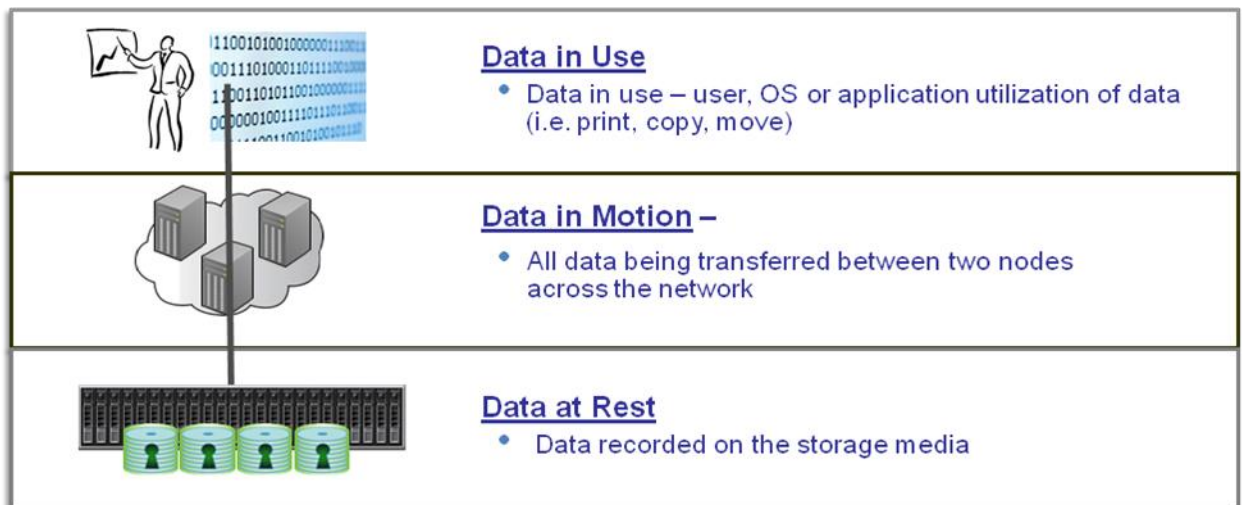 Data in Use
• Data in use – user, OS or application utilization of data
(i.e. print, copy, move)
Data in Motion –
• All data being transferred between two nodes
across the network
Data at Rest
• Data recorded on the storage media